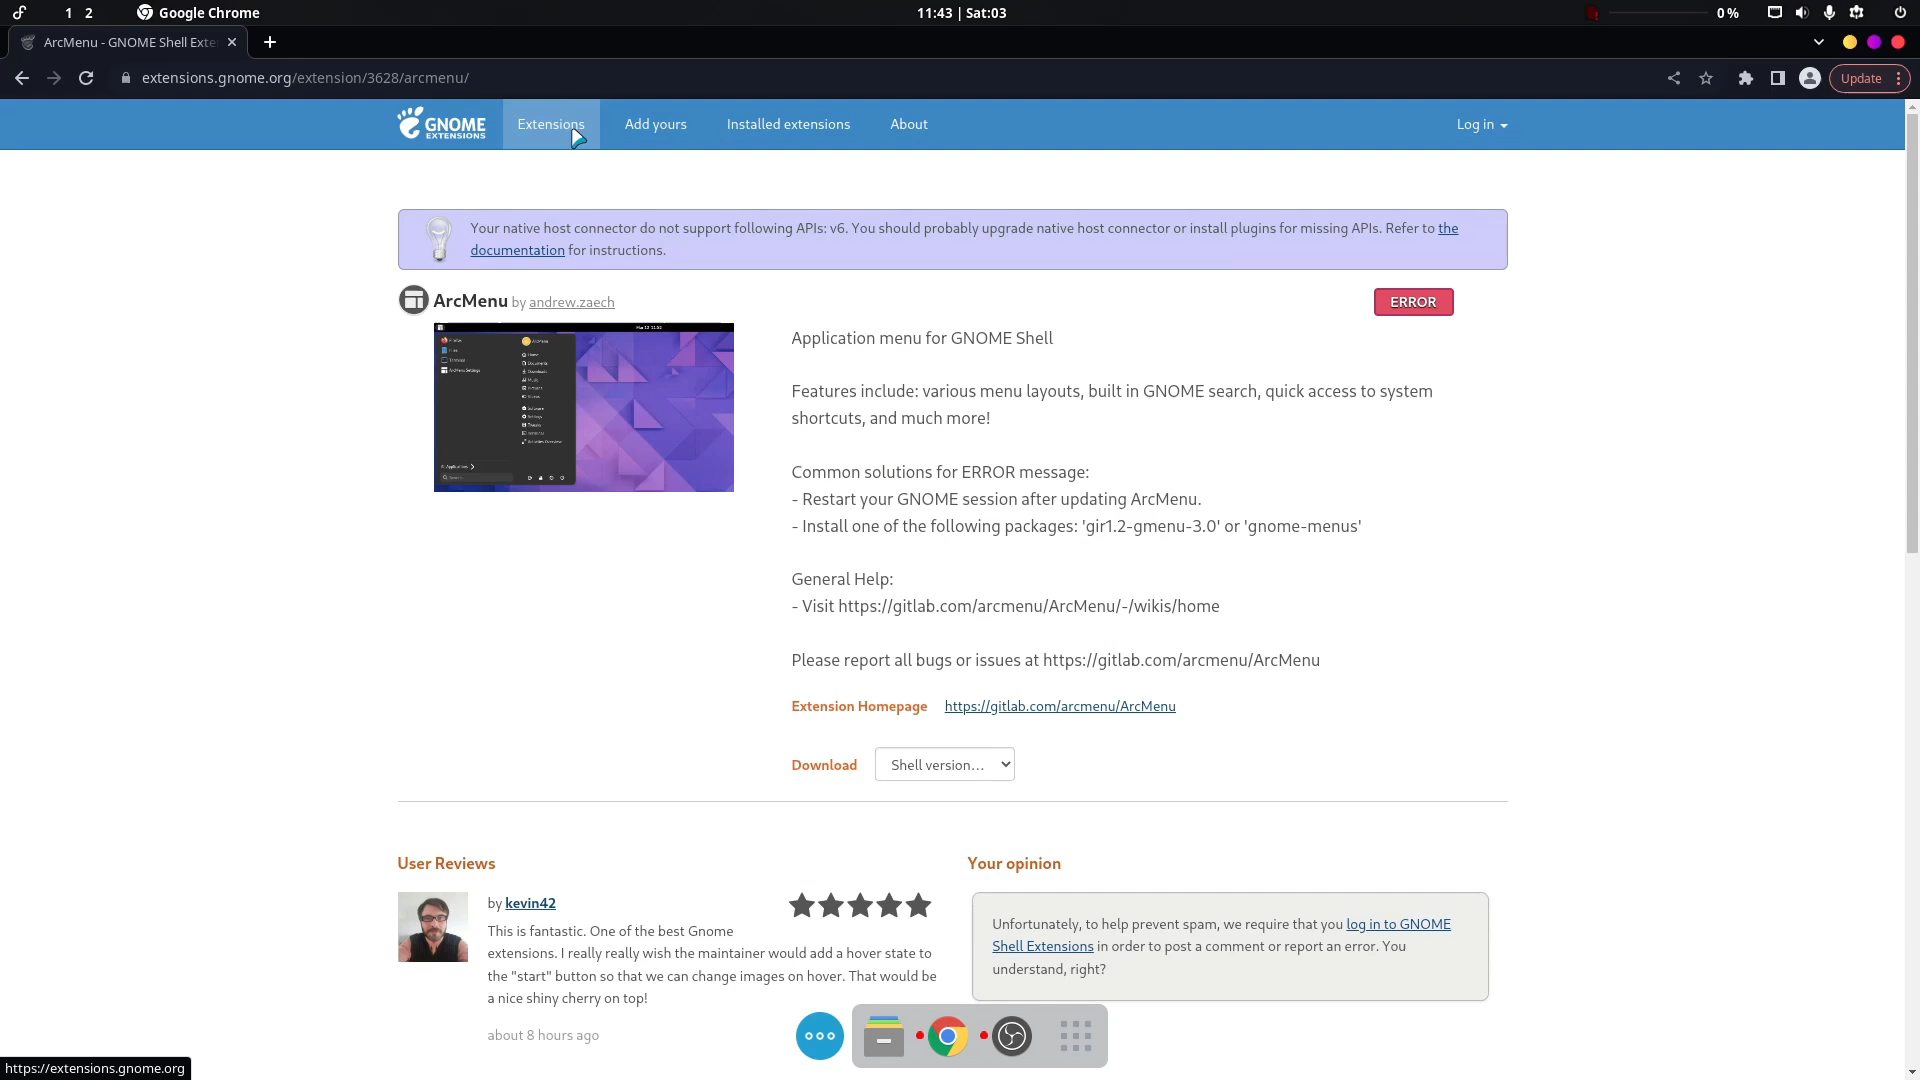 1 2 Google Chrome 11:43 | Sat:03 0 %
ArcMenu - GNOME Shell Exte
extensions.gnome.org/extension/3628/arcmenu/ Update
GNOME EXTENSIONS Extensions Add yours Installed extensions About Log in
Your native host connector do not support following APIs: v6. You should probably upgrade native host connector or install plugins for missing APIs. Refer to the
documentation for instructions.
ArcMenu by andrew.zaech ERROR
Application menu for GNOME Shell
Features include: various menu layouts, built in GNOME search, quick access to system
shortcuts, and much more!
Common solutions for ERROR message:
- Restart your GNOME session after updating ArcMenu.
- Install one of the following packages: 'gir1.2-gmenu-3.0' or 'gnome-menus'
General Help:
- Visit https://gitlab.com/arcmenu/ArcMenu/-/wikis/home
Please report all bugs or issues at https://gitlab.com/arcmenu/ArcMenu
Extension Homepage https://gitlab.com/arcmenu/ArcMenu
Download Shell version...
User Reviews
by kevin42
This is fantastic. One of the best Gnome
extensions. I really really wish the maintainer would add a hover state to
the "start" button so that we can change images on hover. That would be
a nice shiny cherry on top!
about 8 hours ago
Your opinion
Unfortunately, to help prevent spam, we require that you log in to GNOME
Shell Extensions in order to post a comment or report an error. You
understand, right?
https://extensions.gnome.org